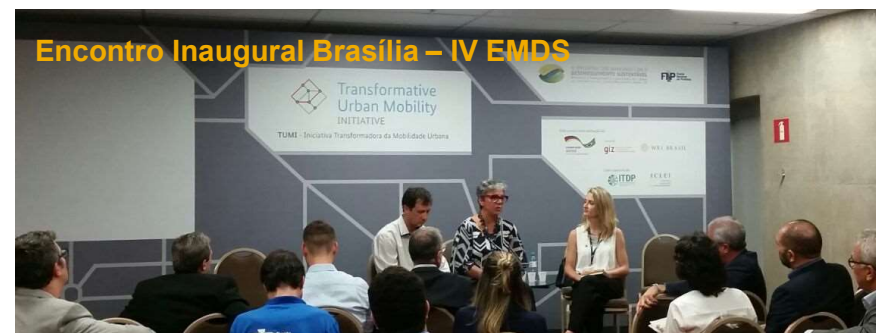 Encontro Inaugural Brasília – IV EMDS
Transformative
Urban Mobility
INITIATIVE
TUMI - Iniciativa Transformadora da Mobilidade Urbana
FNP
giz
WRI BRASIL
ITDP
ICLEI